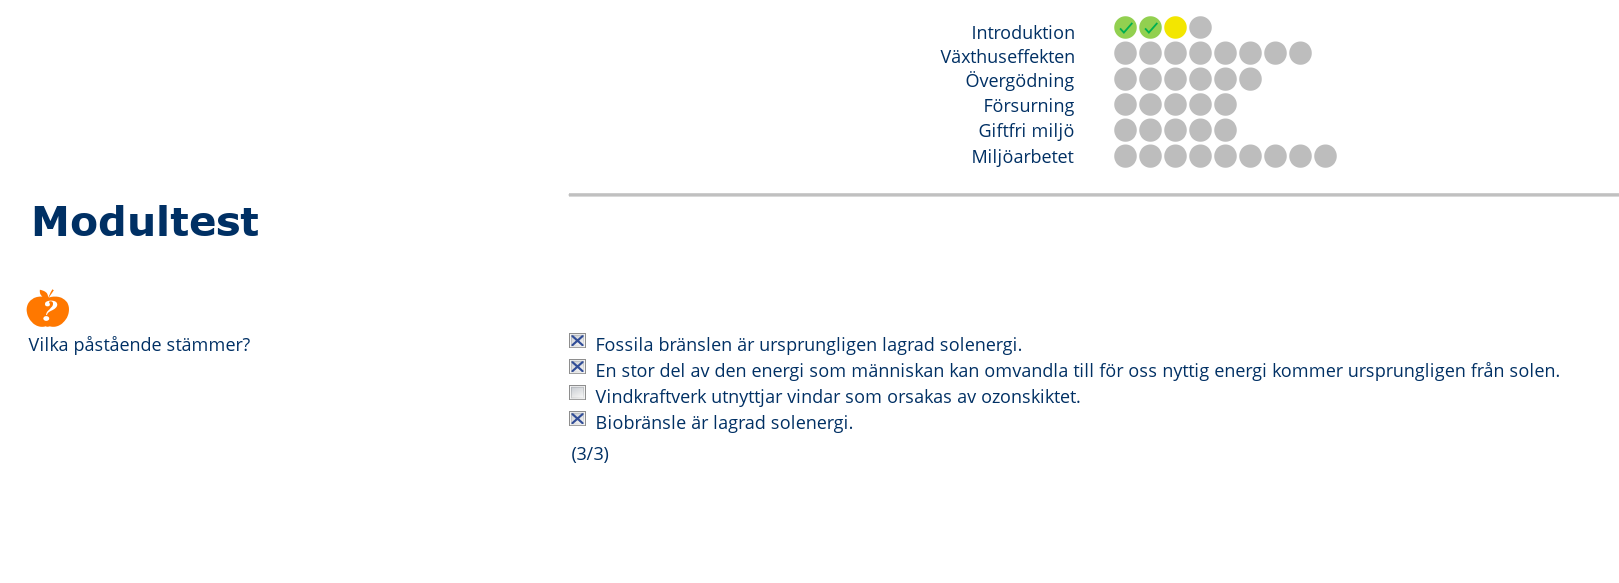 Introduktion
Växthuseffekten
Övergödning
Försurning
Giftfri miljö
Miljöarbetet
Modultest
?
Vilka påstående stämmer?
Fossila bränslen är ursprungligen lagrad solenergi.
En stor del av den energi som människan kan omvandla till för oss nyttig energi kommer ursprungligen från solen.
Vindkraftverk utnyttjar vindar som orsakas av ozonskiktet.
Biobränsle är lagrad solenergi.
(3/3)